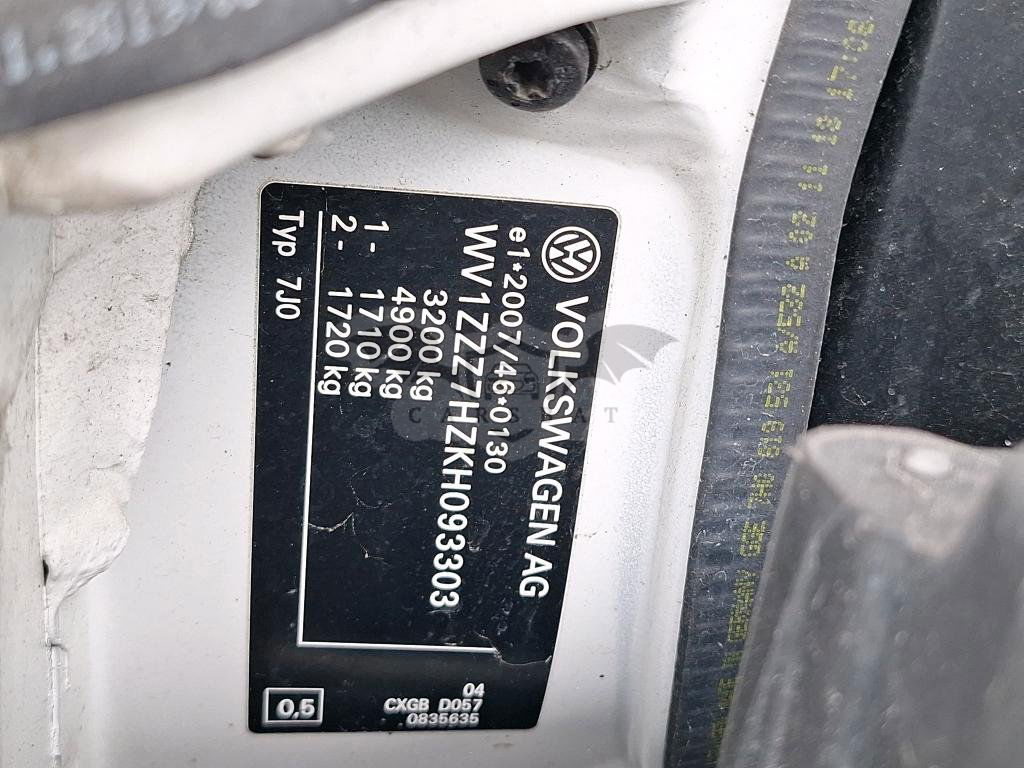 VOLKSWAGEN AG
e1*2007/46*0130
WV1ZZZ7HZKH093303
3200 kg
4900 kg
1 - 1710 kg
2 - 1720 kg
Typ 7J0
04
CXGB D057
0835635
0,5
CARSBAT